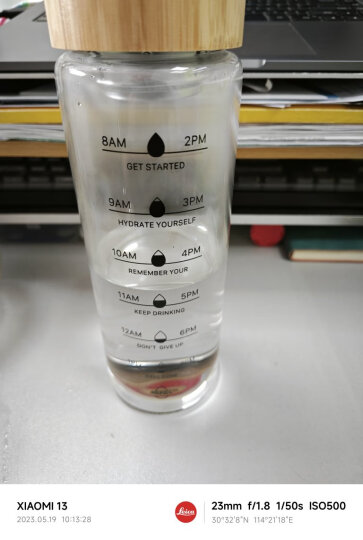 8AM 2PM
GET STARTED
9AM 3PM
HYDRATE YOURSELF
10AM 4PM
REMEMBER YOUR
11AM 5PM
KEEP DRINKING
12AM 6PM
DON'T GIVE UP
XIAOMI 13
2023.05.19 10:13:28
Leica
23mm f/1.8 1/50s ISO500
30°32'8"N 114°21'18"E